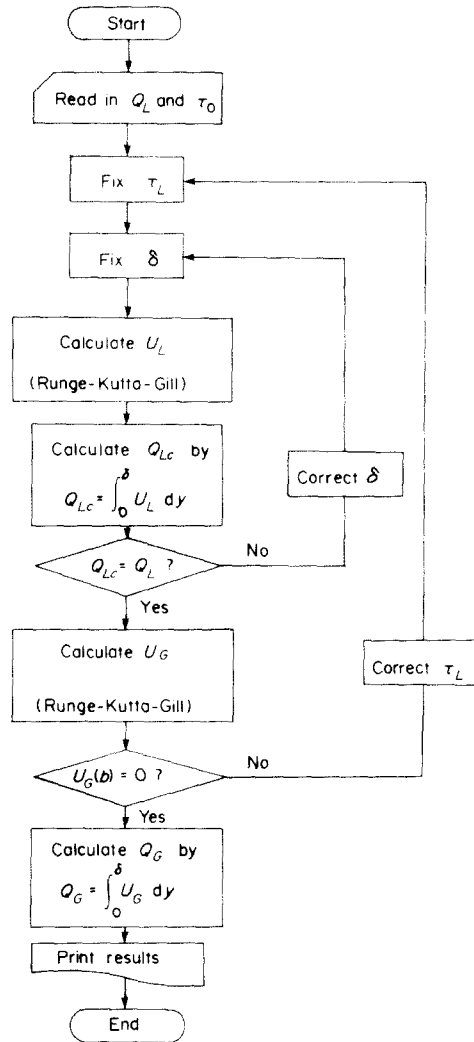 Start
Read in Q_L and τ_0
Fix τ_L
Fix δ
Calculate U_L
(Runge-Kutta-Gill)
Calculate Q_Lc by
Q_Lc = ∫_0^δ U_L dy
Correct δ
Q_Lc = Q_L ?
No
Yes
Calculate U_G
(Runge-Kutta-Gill)
Correct τ_L
U_G(b) = 0 ?
No
Yes
Calculate Q_G by
Q_G = ∫_0^δ U_G dy
Print results
End